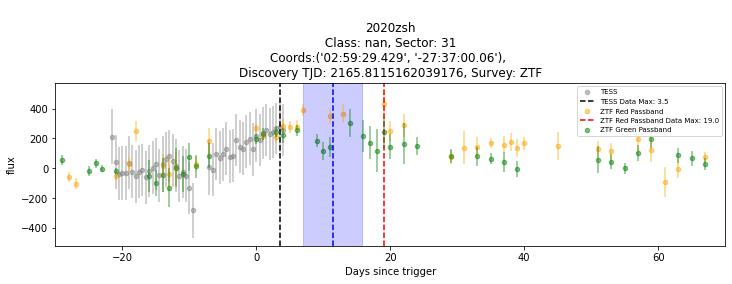 2020zsh
Class: nan, Sector: 31
Coords:('02:59:29.429', '-27:37:00.06'),
Discovery TJD: 2165.8115162039176, Survey: ZTF
TESS
TESS Data Max: 3.5
ZTF Red Passband
ZTF Red Passband Data Max: 19.0
ZTF Green Passband
flux
400
200
0
−200
−400
−20
0
20
40
60
Days since trigger